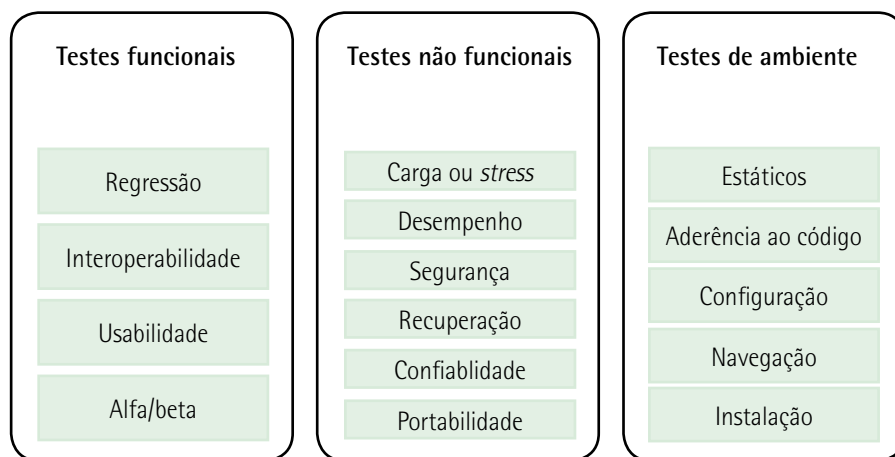 Testes funcionais
Regressão
Interoperabilidade
Usabilidade
Alfa/beta
Testes não funcionais
Carga ou stress
Desempenho
Segurança
Recuperação
Confiablidade
Portabilidade
Testes de ambiente
Estáticos
Aderência ao código
Configuração
Navegação
Instalação